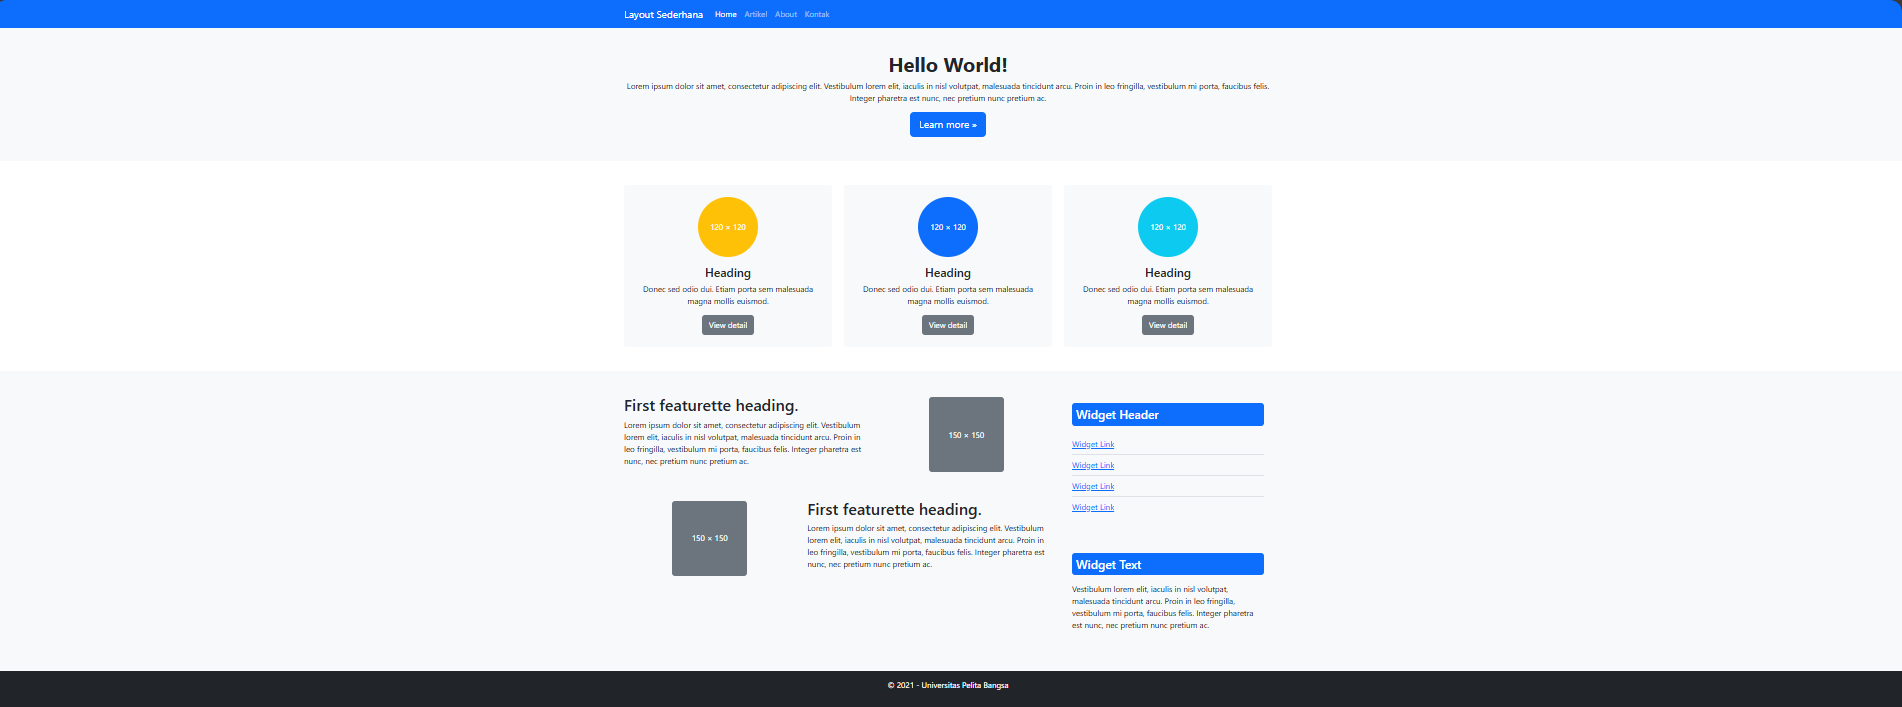 Layout Sederhana Home Artikel About Kontak
Hello World!
Lorem ipsum dolor sit amet, consectetur adipiscing elit. Vestibulum lorem elit, iaculis in nisl volutpat, malesuada tincidunt arcu. Proin in leo fringilla, vestibulum mi porta, faucibus felis.
Integer pharetra est nunc, nec pretium nunc pretium ac.
Learn more »
120 × 120
Heading
Donec sed odio dui. Etiam porta sem malesuada
magna mollis euismod.
View detail
120 × 120
Heading
Donec sed odio dui. Etiam porta sem malesuada
magna mollis euismod.
View detail
120 × 120
Heading
Donec sed odio dui. Etiam porta sem malesuada
magna mollis euismod.
View detail
First featurette heading.
Lorem ipsum dolor sit amet, consectetur adipiscing elit. Vestibulum
lorem elit, iaculis in nisl volutpat, malesuada tincidunt arcu. Proin in
leo fringilla, vestibulum mi porta, faucibus felis. Integer pharetra est
nunc, nec pretium nunc pretium ac.
150 × 150
150 × 150
First featurette heading.
Lorem ipsum dolor sit amet, consectetur adipiscing elit. Vestibulum
lorem elit, iaculis in nisl volutpat, malesuada tincidunt arcu. Proin in
leo fringilla, vestibulum mi porta, faucibus felis. Integer pharetra est
nunc, nec pretium nunc pretium ac.
Widget Header
Widget Link
Widget Link
Widget Link
Widget Link
Widget Text
Vestibulum lorem elit, iaculis in nisl volutpat,
malesuada tincidunt arcu. Proin in leo fringilla,
vestibulum mi porta, faucibus felis. Integer pharetra
est nunc, nec pretium nunc pretium ac.
© 2021 - Universitas Pelita Bangsa